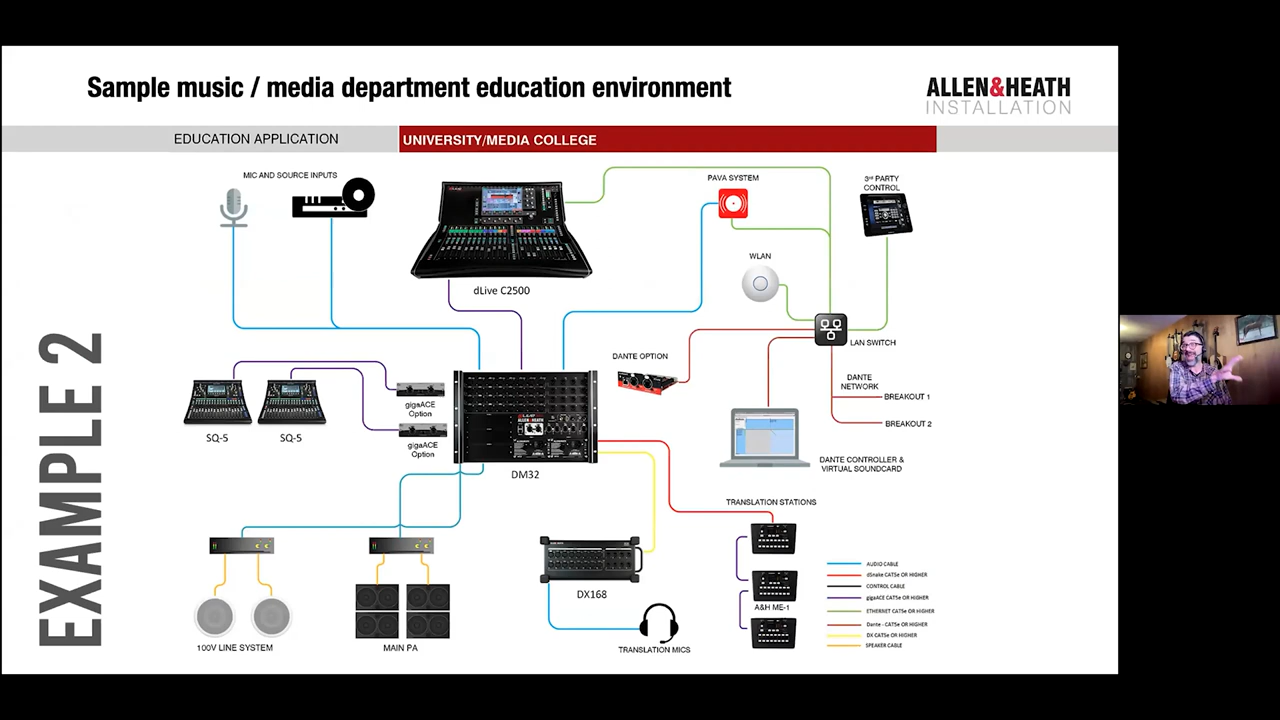 Sample music / media department education environment
ALLEN&HEATH
INSTALLATION
EDUCATION APPLICATION
UNIVERSITY/MEDIA COLLEGE
MIC AND SOURCE INPUTS
PAVA SYSTEM
3rd PARTY
CONTROL
WLAN
dLive C2500
LAN SWITCH
DANTE OPTION
DANTE
NETWORK
BREAKOUT 1
BREAKOUT 2
gigaACE
Option
SQ-5
SQ-5
gigaACE
Option
ALLEN&HEATH
DM32
DANTE CONTROLLER &
VIRTUAL SOUNDCARD
EXAMPLE 2
TRANSLATION STATIONS
DX168
A&H ME-1
100V LINE SYSTEM
MAIN PA
TRANSLATION MICS
AUDIO CABLE
dSnake CAT5e OR HIGHER
CONTROL CABLE
gigaACE CAT5e OR HIGHER
ETHERNET CAT5e OR HIGHER
Dante - CAT5e OR HIGHER
DX CAT5e OR HIGHER
SPEAKER CABLE